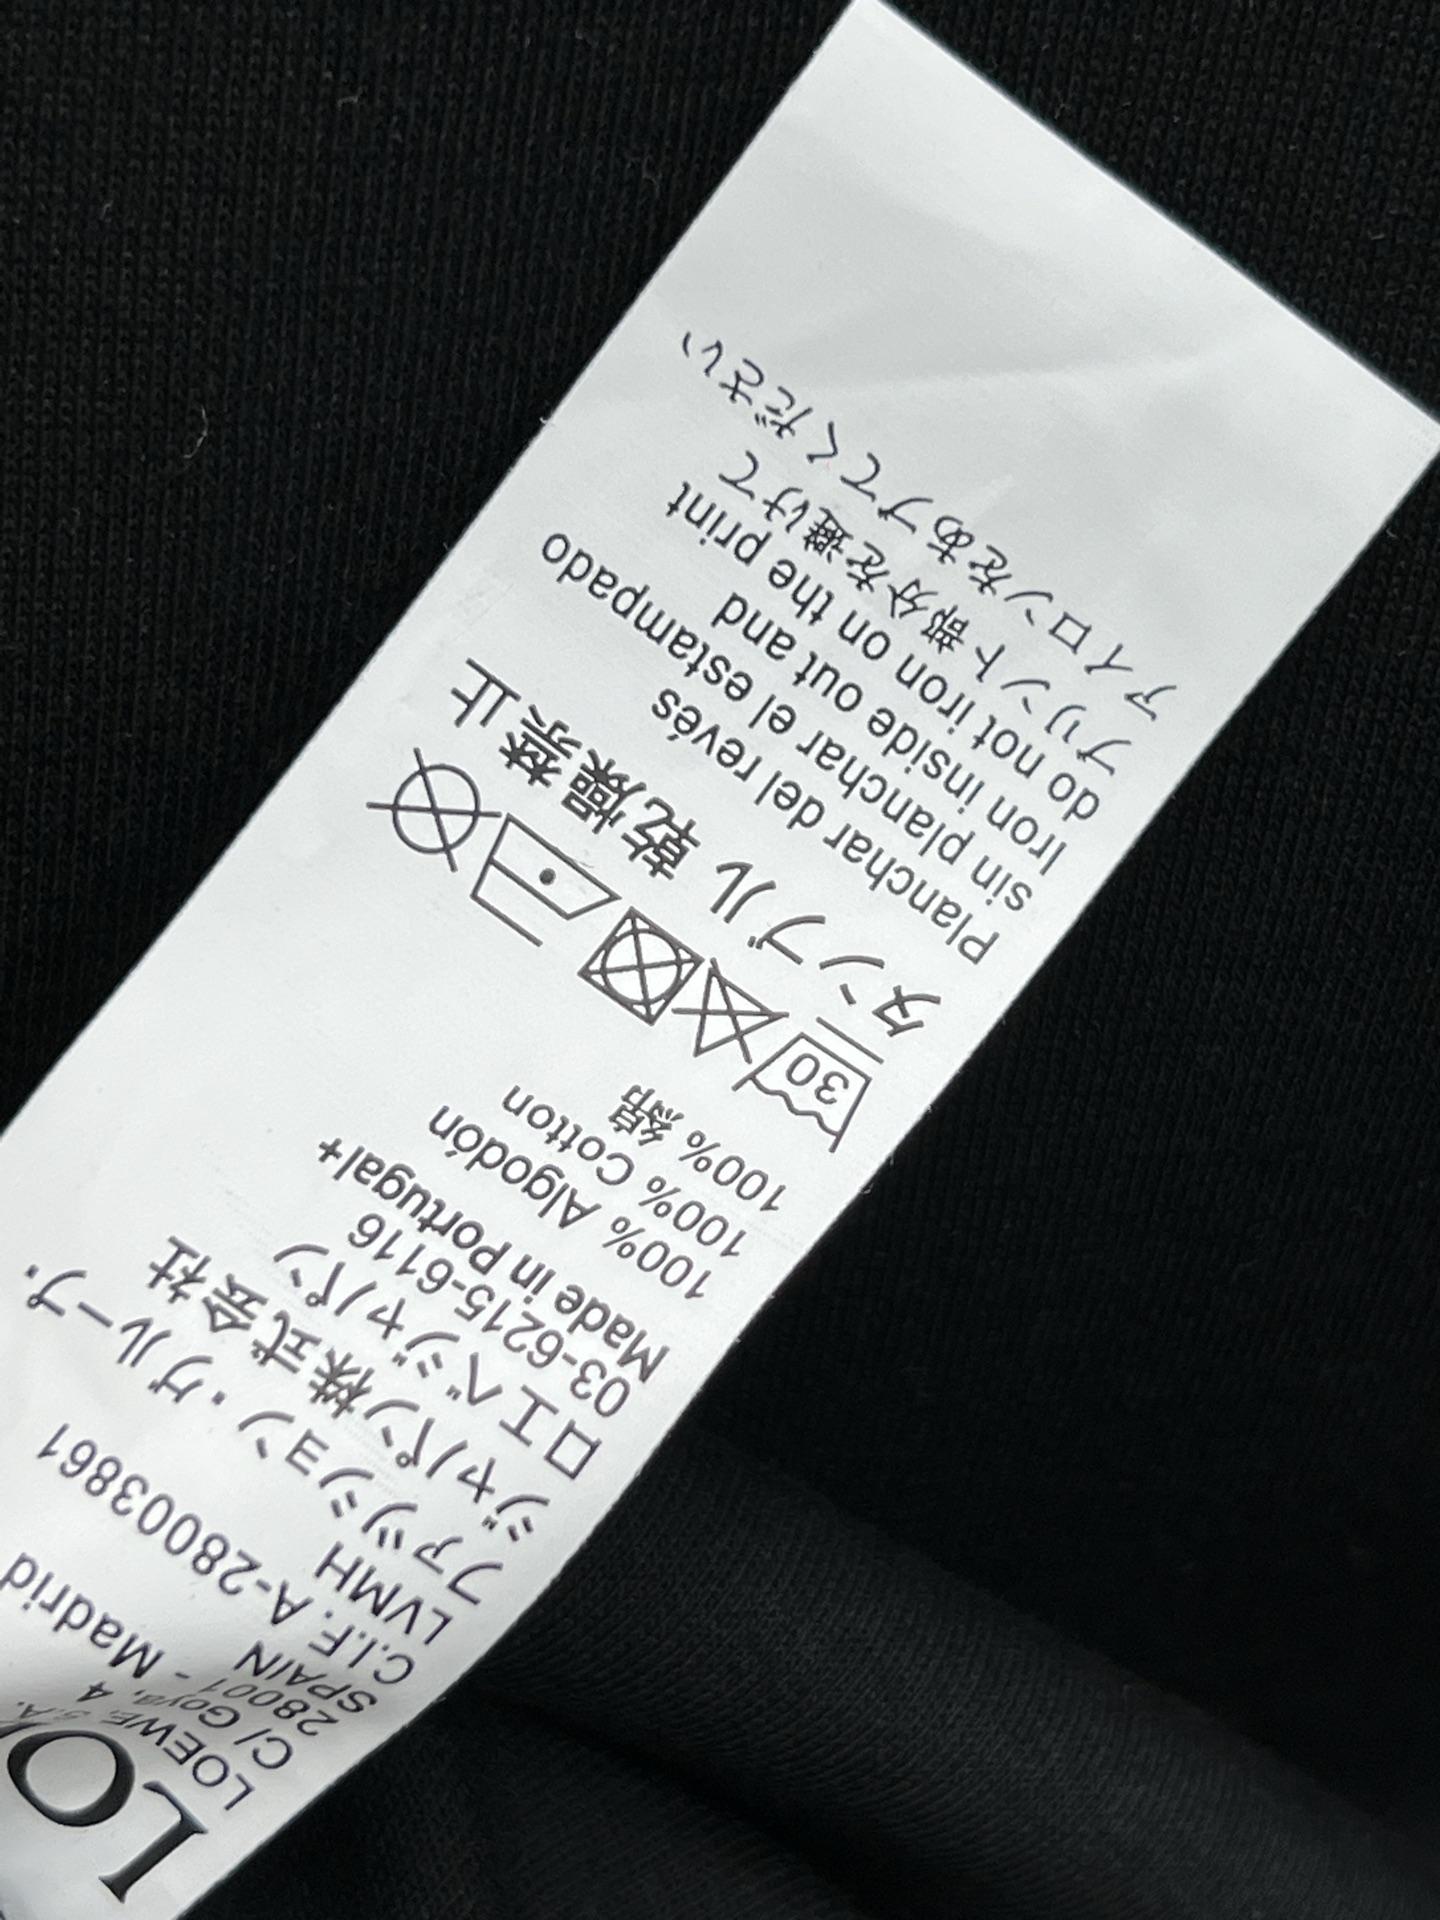 LOE
LOEWE, S.A.
C/ Goya, 4
28001 - Madrid
SPAIN
C.I.F. A-28003861
LVMH
ファッション・グループ・
ジャパン株式会社
ロエベジャパン
03-6215-6116
Made in Portugal+
100% Algodón
100% Cotton
100% 綿
30
タンブル 乾燥禁止
Planchar del revés
sin planchar el estampado
Iron inside out and
do not iron on the print
プリント部分を避けて
アイロンをあブてください